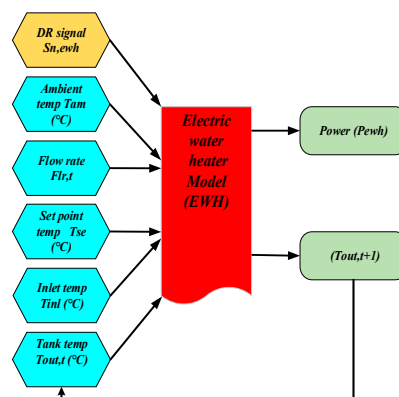 DR signal
Sn,ewh
Ambient
temp Tam
(°C)
Flow rate
Flr,t
Set point
temp Tse
(°C)
Inlet temp
Tinl (°C)
Tank temp
Tout,t (°C)
Electric
water
heater
Model
(EWH)
Power (Pewh)
(Tout,t+1)